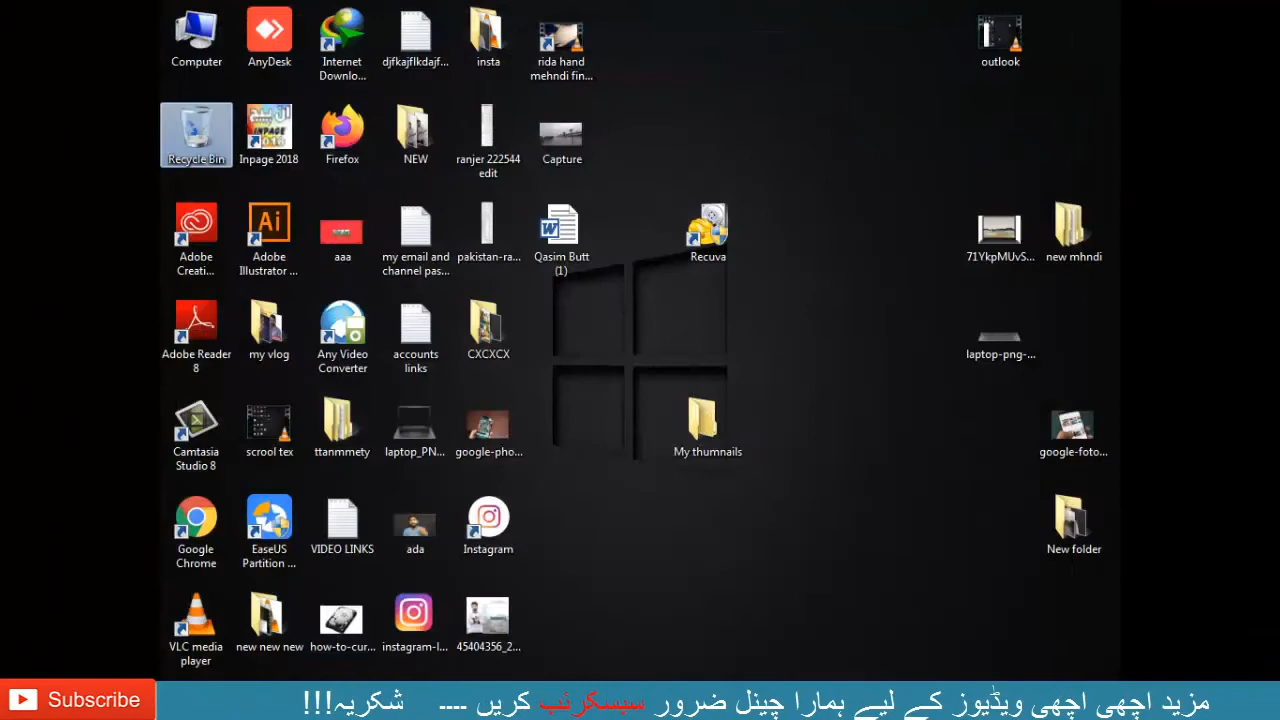 Computer
AnyDesk
Internet
Downlo...
djfkajflkdajf...
insta
rida hand
mehndi fin...
outlook
Recycle Bin
Inpage 2018
Firefox
NEW
ranjer 222544
edit
Capture
Adobe
Creati...
Adobe
Illustrator ...
aaa
my email and
channel pas...
pakistan-ra...
Qasim Butt
(1)
Recuva
71YkpMUvS...
new mhndi
Adobe Reader
8
my vlog
Any Video
Converter
accounts
links
CXCXCX
laptop-png-...
Camtasia
Studio 8
scrool tex
ttanmmety
laptop_PN...
google-pho...
My thumnails
google-foto...
Google
Chrome
EaseUS
Partition ...
VIDEO LINKS
ada
Instagram
New folder
VLC media
player
new new new
how-to-cur...
instagram-l...
45404356_2...
Subscribe
مزید اچھی اچھی ویڈیوز کے لیے ہمارا چینل ضرور سبسکرئب کریں ---- شکریہ!!!